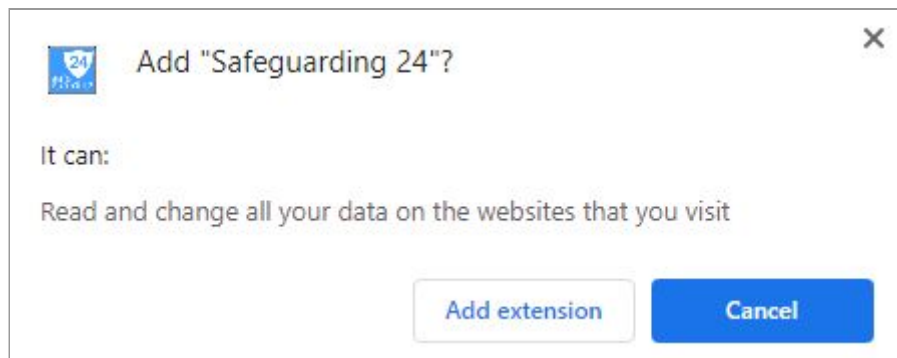 Add "Safeguarding 24"?
24
It can:
Read and change all your data on the websites that you visit
Add extension
Cancel